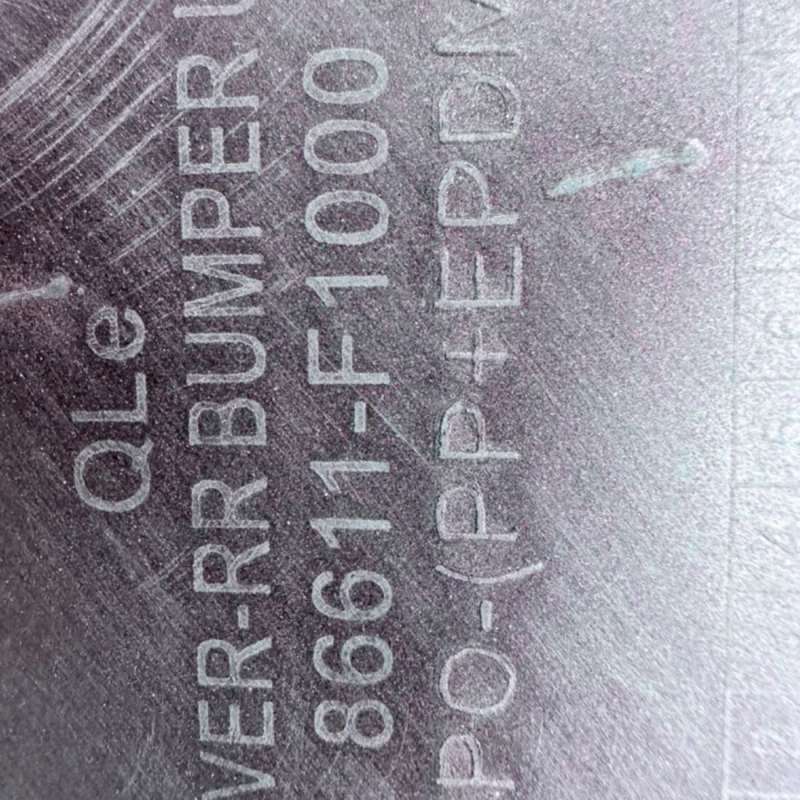 QLe
VER-RR BUMPER U
86611-F1000
PO-(PP+EPDM